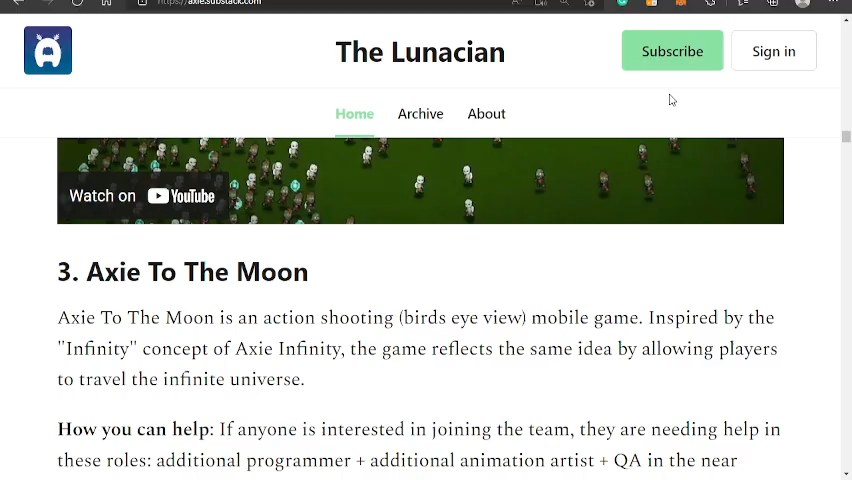 https://axie.substack.com
The Lunacian
Subscribe
Sign in
Home
Archive
About
Watch on YouTube
3. Axie To The Moon
Axie To The Moon is an action shooting (birds eye view) mobile game. Inspired by the
"Infinity" concept of Axie Infinity, the game reflects the same idea by allowing players
to travel the infinite universe.
How you can help: If anyone is interested in joining the team, they are needing help in
these roles: additional programmer + additional animation artist + QA in the near